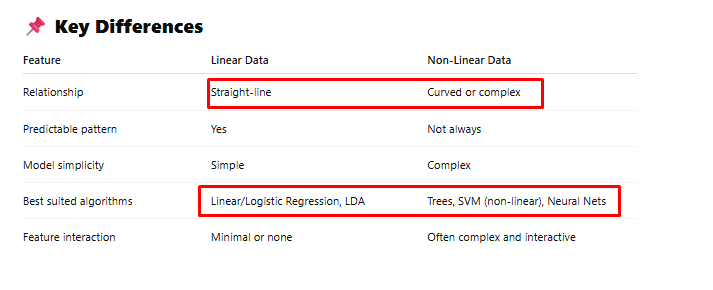 📌 Key Differences
Feature Linear Data Non-Linear Data
Relationship Straight-line Curved or complex
Predictable pattern Yes Not always
Model simplicity Simple Complex
Best suited algorithms Linear/Logistic Regression, LDA Trees, SVM (non-linear), Neural Nets
Feature interaction Minimal or none Often complex and interactive